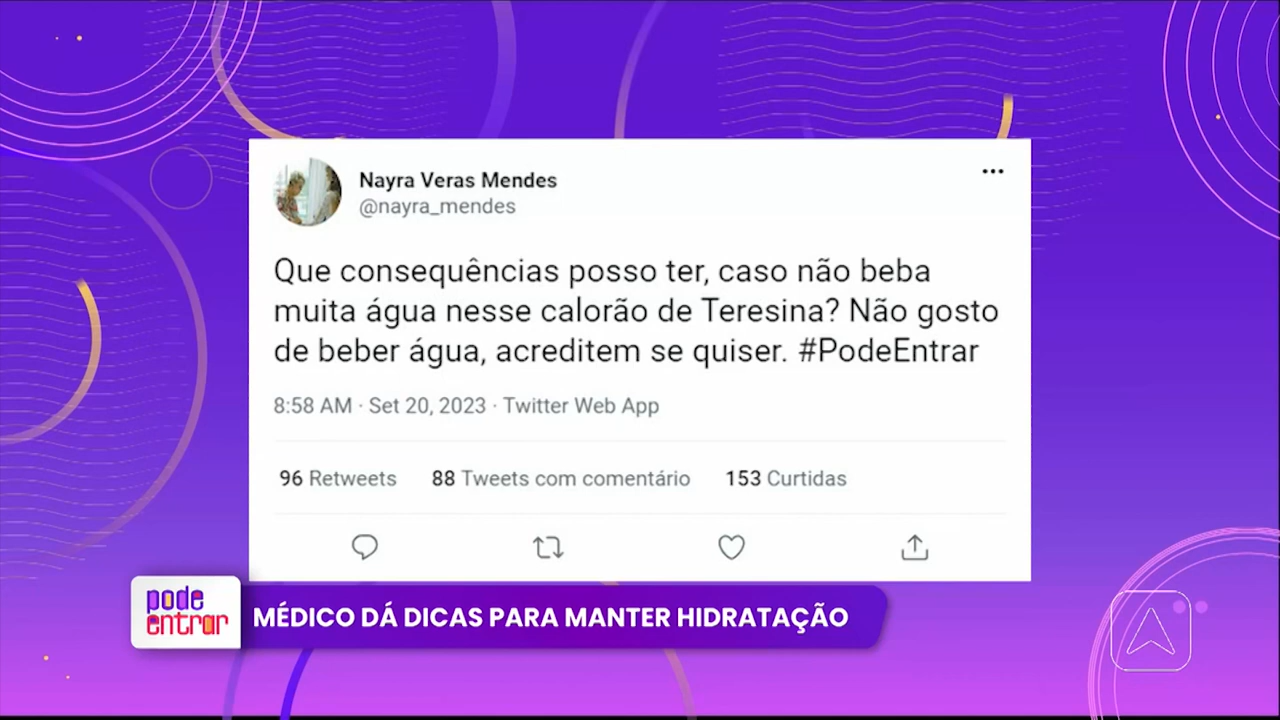 Nayra Veras Mendes
@nayra_mendes
Que consequências posso ter, caso não beba
muita água nesse calorão de Teresina? Não gosto
de beber água, acreditem se quiser. #PodeEntrar
8:58 AM · Set 20, 2023 · Twitter Web App
96 Retweets 88 Tweets com comentário 153 Curtidas
pode
entrar
MÉDICO DÁ DICAS PARA MANTER HIDRATAÇÃO